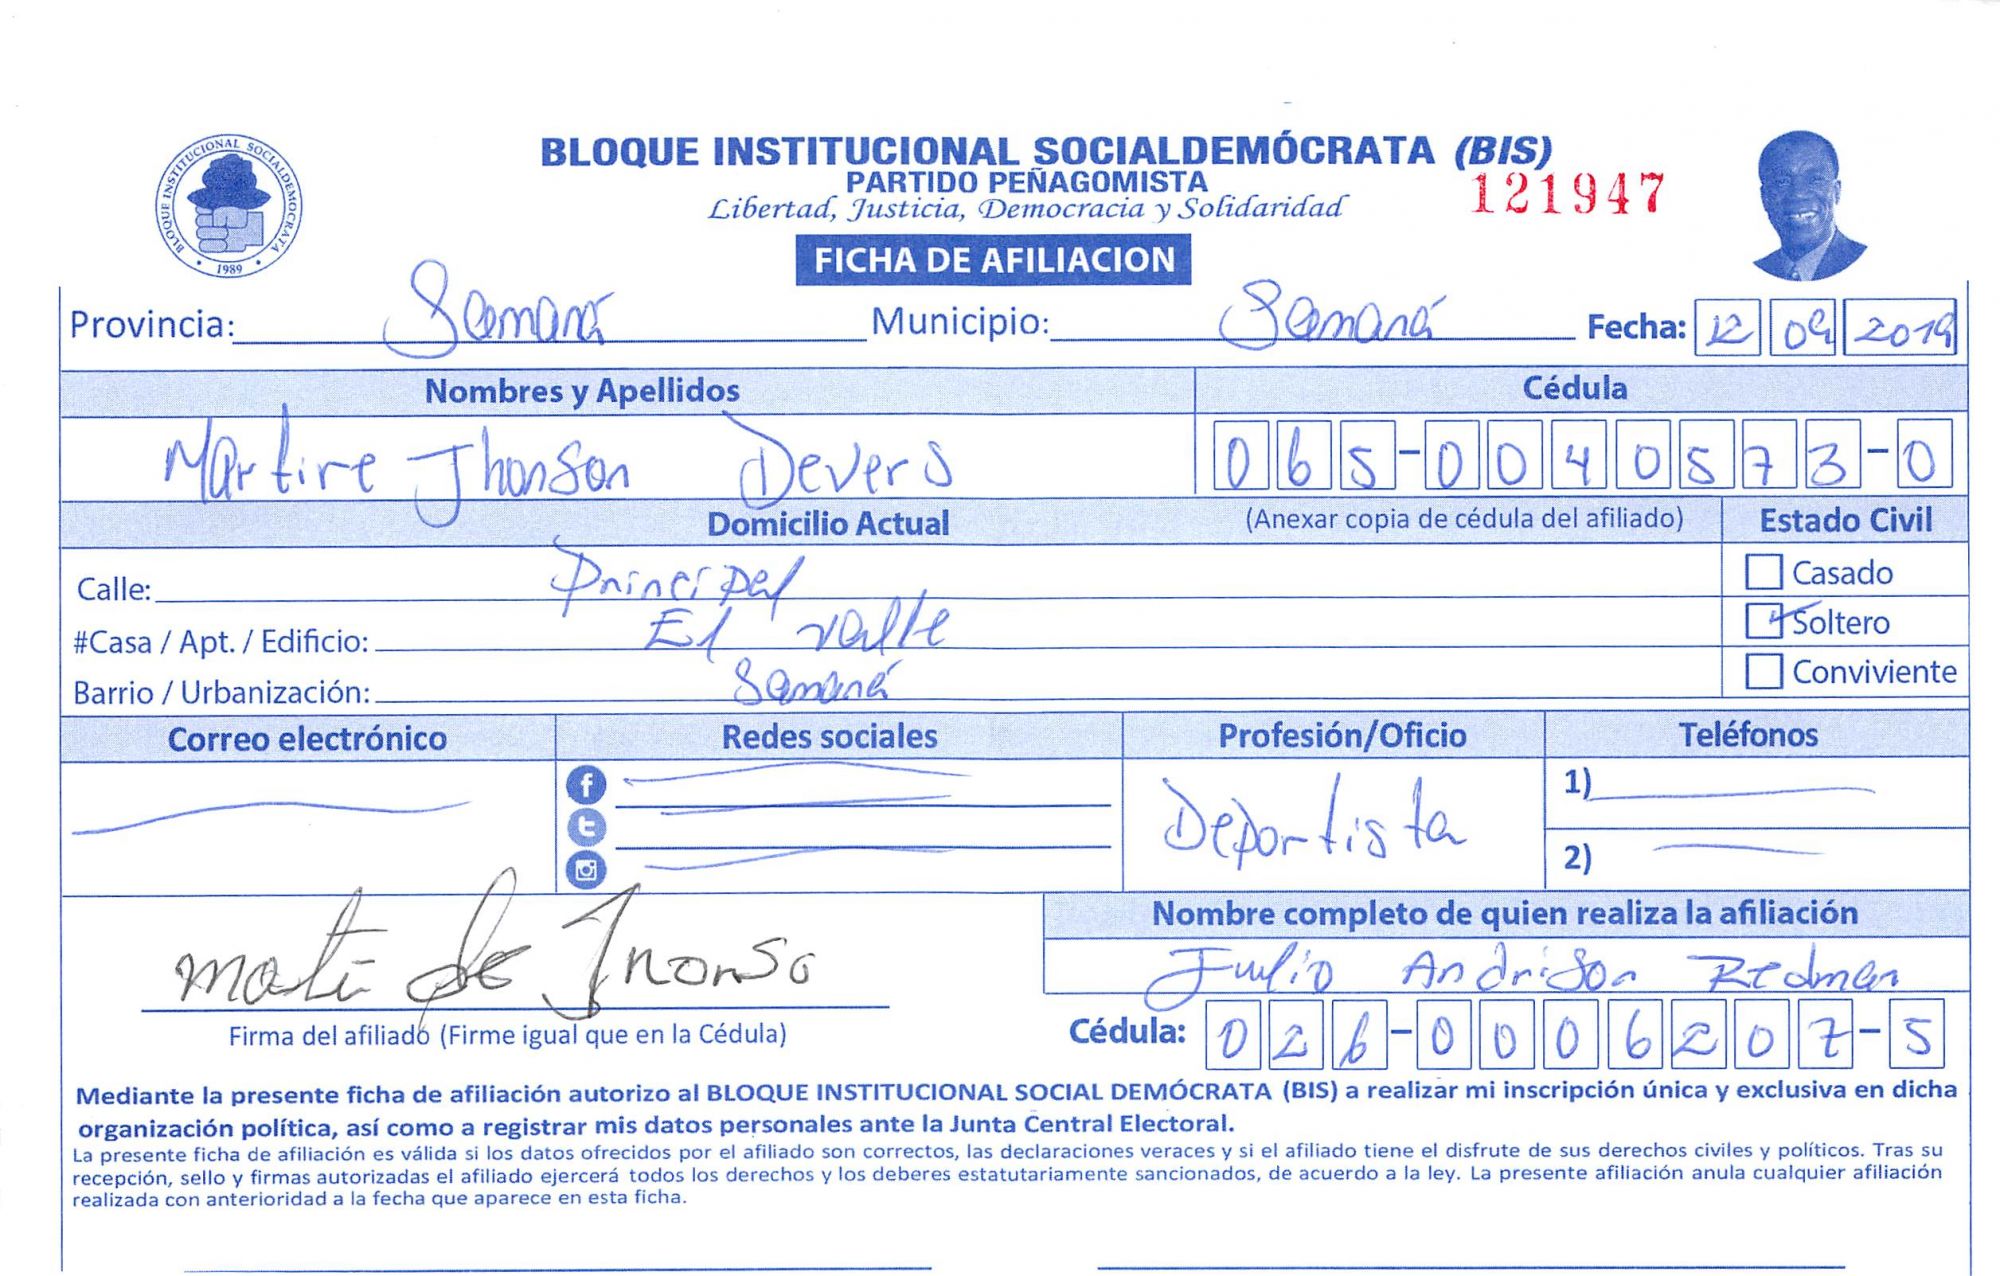 BLOQUE INSTITUCIONAL SOCIALDEMOCRATA
1989
BLOQUE INSTITUCIONAL SOCIALDEMÓCRATA (BIS)
PARTIDO PEÑAGOMISTA
121947
Libertad, Justicia, Democracia y Solidaridad
FICHA DE AFILIACION
Provincia: Samaná Municipio: Samaná Fecha: 12 09 2019
Nombres y Apellidos Cédula
Martire Jhonson Devers 065-0040573-0
Domicilio Actual (Anexar copia de cédula del afiliado) Estado Civil
Calle: Principal Casado
#Casa / Apt. / Edificio: El Valle Soltero
Barrio / Urbanización: Samaná Conviviente
Correo electrónico Redes sociales Profesión/Oficio Teléfonos
Deportista 1)
2)
Nombre completo de quien realiza la afiliación
Julio Andrison Redman
Firma del afiliado (Firme igual que en la Cédula) Cédula: 026-0006207-5
Mediante la presente ficha de afiliación autorizo al BLOQUE INSTITUCIONAL SOCIAL DEMÓCRATA (BIS) a realizar mi inscripción única y exclusiva en dicha
organización política, así como a registrar mis datos personales ante la Junta Central Electoral.
La presente ficha de afiliación es válida si los datos ofrecidos por el afiliado son correctos, las declaraciones veraces y si el afiliado tiene el disfrute de sus derechos civiles y políticos. Tras su
recepción, sello y firmas autorizadas el afiliado ejercerá todos los derechos y los deberes estatutariamente sancionados, de acuerdo a la ley. La presente afiliación anula cualquier afiliación
realizada con anterioridad a la fecha que aparece en esta ficha.